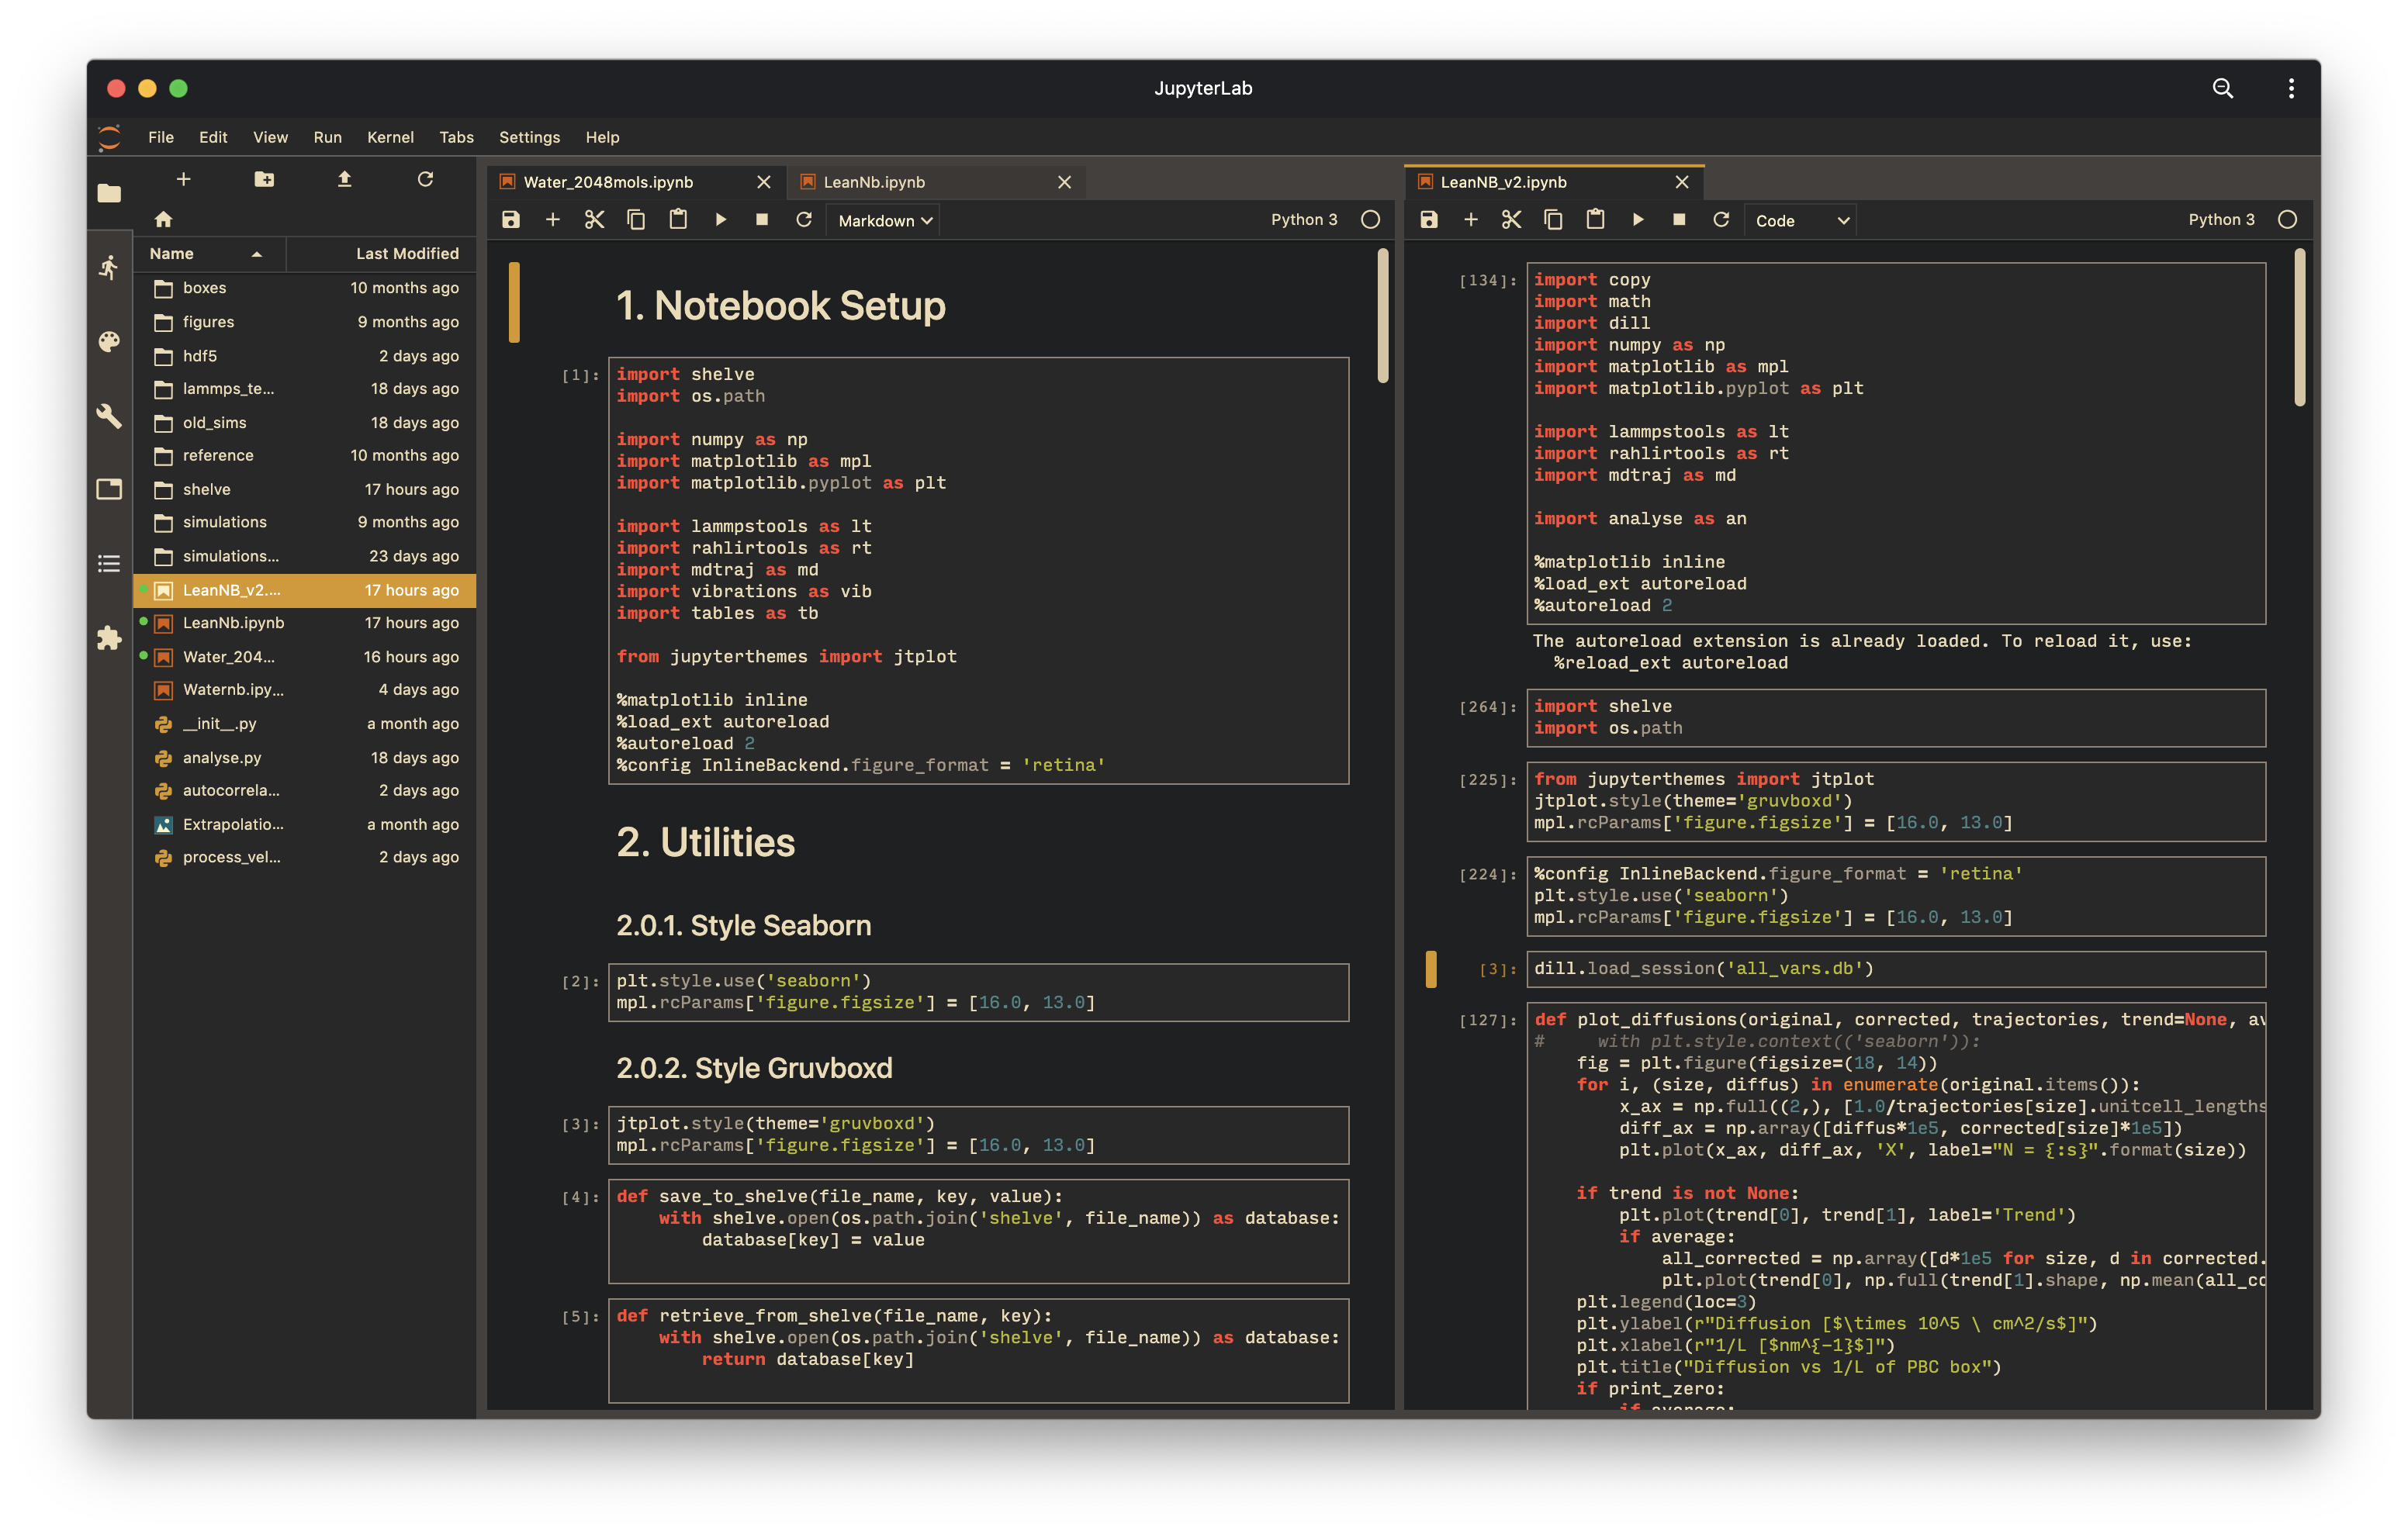 JupyterLab
File Edit View Run Kernel Tabs Settings Help
Name Last Modified
boxes 10 months ago
figures 9 months ago
hdf5 2 days ago
lammps_te... 18 days ago
old_sims 18 days ago
reference 10 months ago
shelve 17 hours ago
simulations 9 months ago
simulations... 23 days ago
LeanNB_v2.... 17 hours ago
LeanNb.ipynb 17 hours ago
Water_204... 16 hours ago
Waternb.ipy... 4 days ago
__init__.py a month ago
analyse.py 18 days ago
autocorrela... 2 days ago
Extrapolatio... a month ago
process_vel... 2 days ago
Water_2048mols.ipynb LeanNb.ipynb
Markdown Python 3
1. Notebook Setup
[1]: import shelve
import os.path
import numpy as np
import matplotlib as mpl
import matplotlib.pyplot as plt
import lammpstools as lt
import rahlirtools as rt
import mdtraj as md
import vibrations as vib
import tables as tb
from jupyterthemes import jtplot
%matplotlib inline
%load_ext autoreload
%autoreload 2
%config InlineBackend.figure_format = 'retina'
2. Utilities
2.0.1. Style Seaborn
[2]: plt.style.use('seaborn')
mpl.rcParams['figure.figsize'] = [16.0, 13.0]
2.0.2. Style Gruvboxd
[3]: jtplot.style(theme='gruvboxd')
mpl.rcParams['figure.figsize'] = [16.0, 13.0]
[4]: def save_to_shelve(file_name, key, value):
with shelve.open(os.path.join('shelve', file_name)) as database:
database[key] = value
[5]: def retrieve_from_shelve(file_name, key):
with shelve.open(os.path.join('shelve', file_name)) as database:
return database[key]
LeanNB_v2.ipynb
Code Python 3
[134]: import copy
import math
import dill
import numpy as np
import matplotlib as mpl
import matplotlib.pyplot as plt
import lammpstools as lt
import rahlirtools as rt
import mdtraj as md
import analyse as an
%matplotlib inline
%load_ext autoreload
%autoreload 2
The autoreload extension is already loaded. To reload it, use:
%reload_ext autoreload
[264]: import shelve
import os.path
[225]: from jupyterthemes import jtplot
jtplot.style(theme='gruvboxd')
mpl.rcParams['figure.figsize'] = [16.0, 13.0]
[224]: %config InlineBackend.figure_format = 'retina'
plt.style.use('seaborn')
mpl.rcParams['figure.figsize'] = [16.0, 13.0]
[3]: dill.load_session('all_vars.db')
[127]: def plot_diffusions(original, corrected, trajectories, trend=None, av
# with plt.style.context(('seaborn')):
fig = plt.figure(figsize=(18, 14))
for i, (size, diffus) in enumerate(original.items()):
x_ax = np.full((2,), [1.0/trajectories[size].unitcell_lengths
diff_ax = np.array([diffus*1e5, corrected[size]*1e5])
plt.plot(x_ax, diff_ax, 'X', label="N = {:s}".format(size))
if trend is not None:
plt.plot(trend[0], trend[1], label='Trend')
if average:
all_corrected = np.array([d*1e5 for size, d in corrected.
plt.plot(trend[0], np.full(trend[1].shape, np.mean(all_co
plt.legend(loc=3)
plt.ylabel(r"Diffusion [$\times 10^5 \ cm^2/s$]")
plt.xlabel(r"1/L [$nm^{-1}$]")
plt.title("Diffusion vs 1/L of PBC box")
if print_zero:
if average: